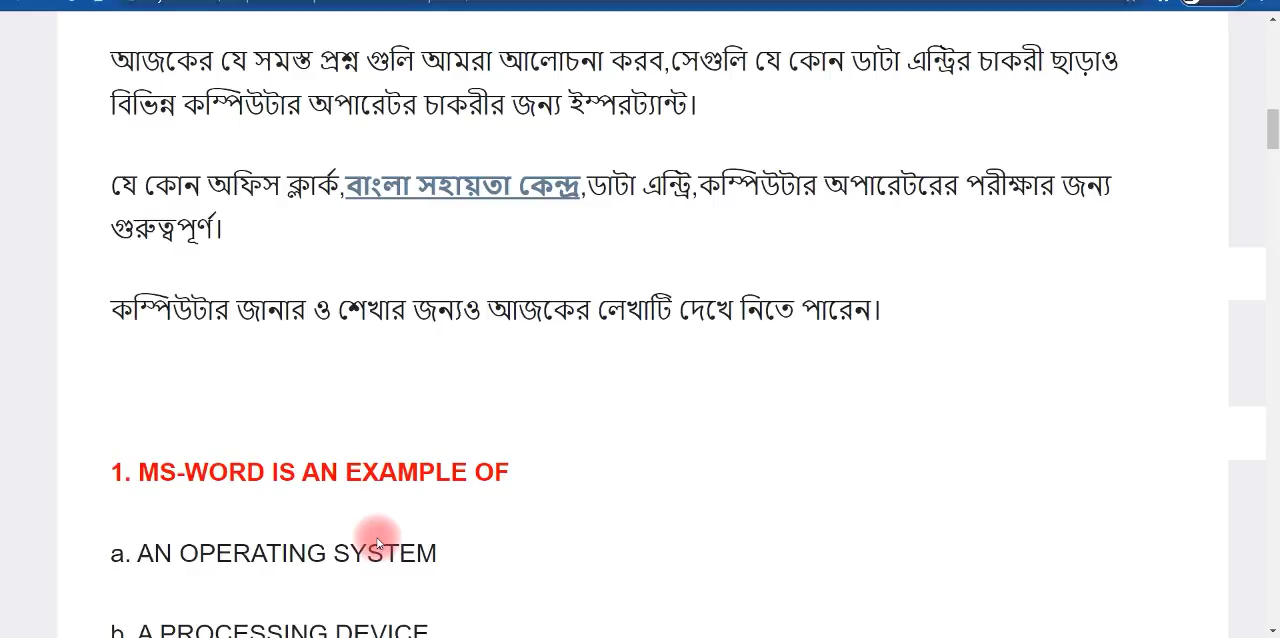 আজকের যে সমস্ত প্রশ্ন গুলি আমরা আলোচনা করব,সেগুলি যে কোন ডাটা এন্ট্রির চাকরী ছাড়াও
বিভিন্ন কম্পিউটার অপারেটর চাকরীর জন্য ইম্পরট্যান্ট।
যে কোন অফিস ক্লার্ক,বাংলা সহায়তা কেন্দ্র,ডাটা এন্ট্রি,কম্পিউটার অপারেটরের পরীক্ষার জন্য
গুরুত্বপূর্ণ।
কম্পিউটার জানার ও শেখার জন্যও আজকের লেখাটি দেখে নিতে পারেন।
1. MS-WORD IS AN EXAMPLE OF
a. AN OPERATING SYSTEM
b. A PROCESSING DEVICE